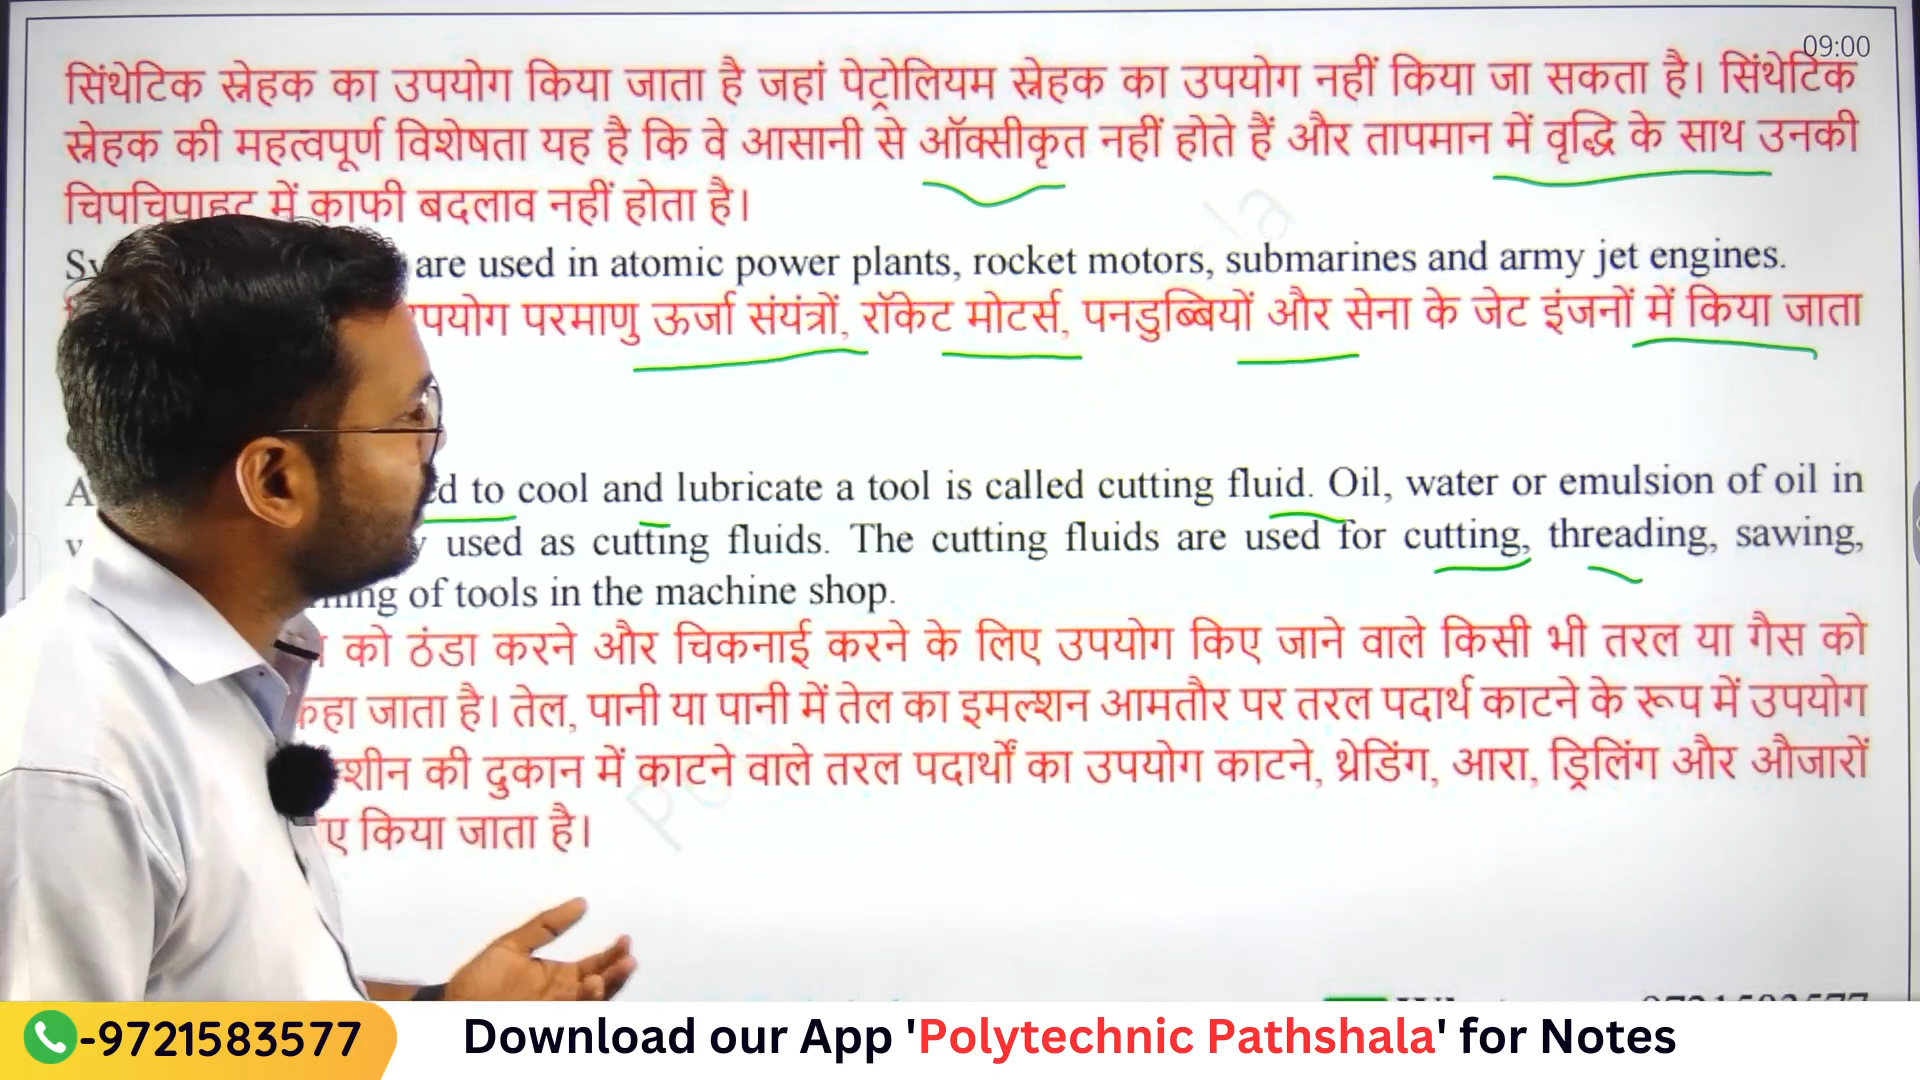 09:00
सिंथेटिक स्नेहक का उपयोग किया जाता है जहां पेट्रोलियम स्नेहक का उपयोग नहीं किया जा सकता है। सिंथेटिक
स्नेहक की महत्वपूर्ण विशेषता यह है कि वे आसानी से ऑक्सीकृत नहीं होते हैं और तापमान में वृद्धि के साथ उनकी
चिपचिपाहट में काफी बदलाव नहीं होता है।
are used in atomic power plants, rocket motors, submarines and army jet engines.
परमाणु ऊर्जा संयंत्रों, रॉकेट मोटर्स, पनडुब्बियों और सेना के जेट इंजनों में किया जाता
to cool and lubricate a tool is called cutting fluid. Oil, water or emulsion of oil in
used as cutting fluids. The cutting fluids are used for cutting, threading, sawing,
of tools in the machine shop.
को ठंडा करने और चिकनाई करने के लिए उपयोग किए जाने वाले किसी भी तरल या गैस को
कहा जाता है। तेल, पानी या पानी में तेल का इमल्शन आमतौर पर तरल पदार्थ काटने के रूप में उपयोग
की दुकान में काटने वाले तरल पदार्थों का उपयोग काटने, थ्रेडिंग, आरा, ड्रिलिंग और औजारों
किया जाता है।
-9721583577 Download our App 'Polytechnic Pathshala' for Notes